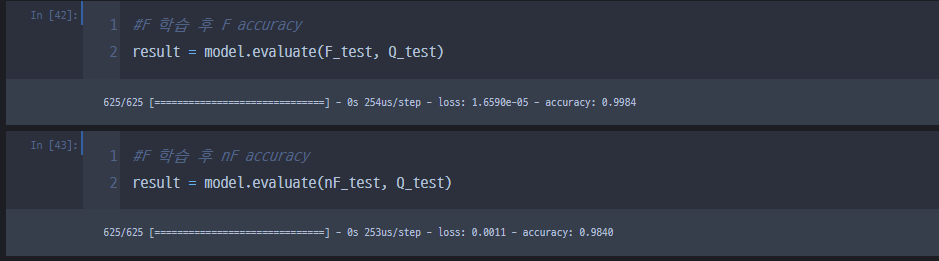 In [42]:
1 #F 학습 후 F accuracy
2 result = model.evaluate(F_test, Q_test)
625/625 [==============================] - 0s 254us/step - loss: 1.6590e-05 - accuracy: 0.9984
In [43]:
1 #F 학습 후 nF accuracy
2 result = model.evaluate(nF_test, Q_test)
625/625 [==============================] - 0s 253us/step - loss: 0.0011 - accuracy: 0.9840